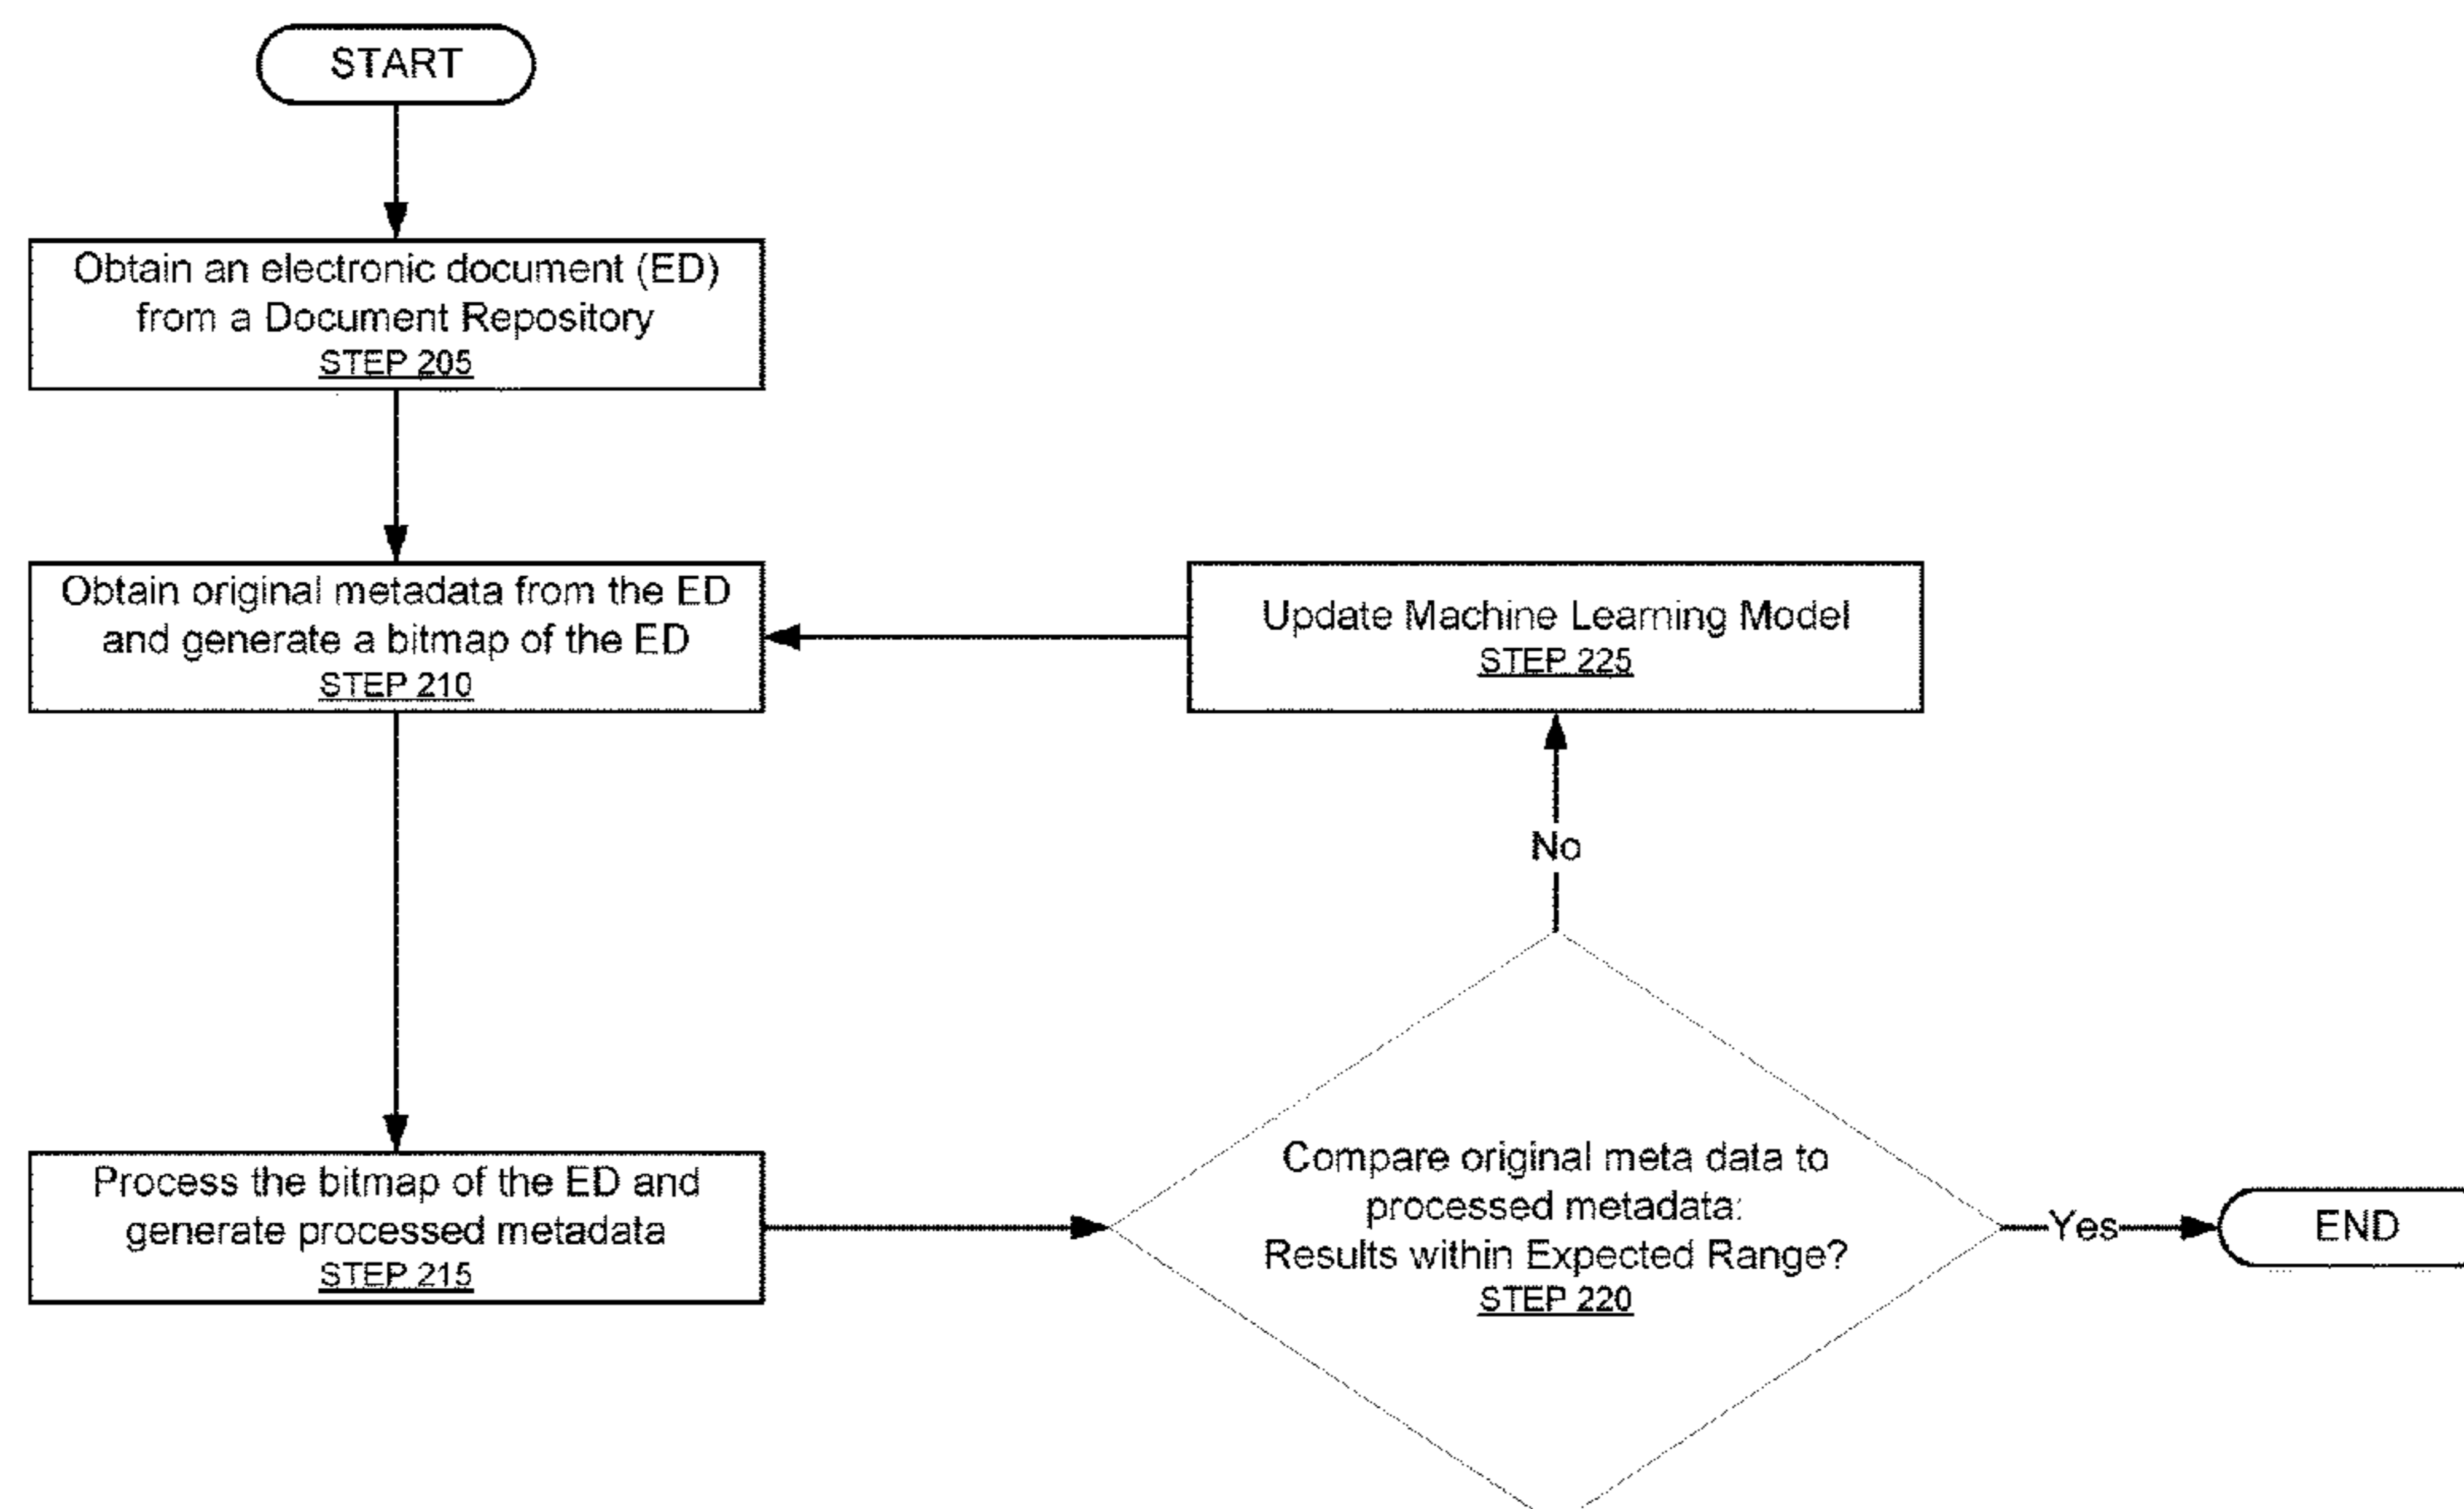 START
Obtain an electronic document (ED)
from a Document Repository
STEP 205
Obtain original metadata from the ED
and generate a bitmap of the ED
STEP 210
Update Machine Learning Model
STEP 225
No
Process the bitmap of the ED and
generate processed metadata
STEP 215
Compare original meta data to
processed metadata:
Results within Expected Range?
STEP 220
Yes
END